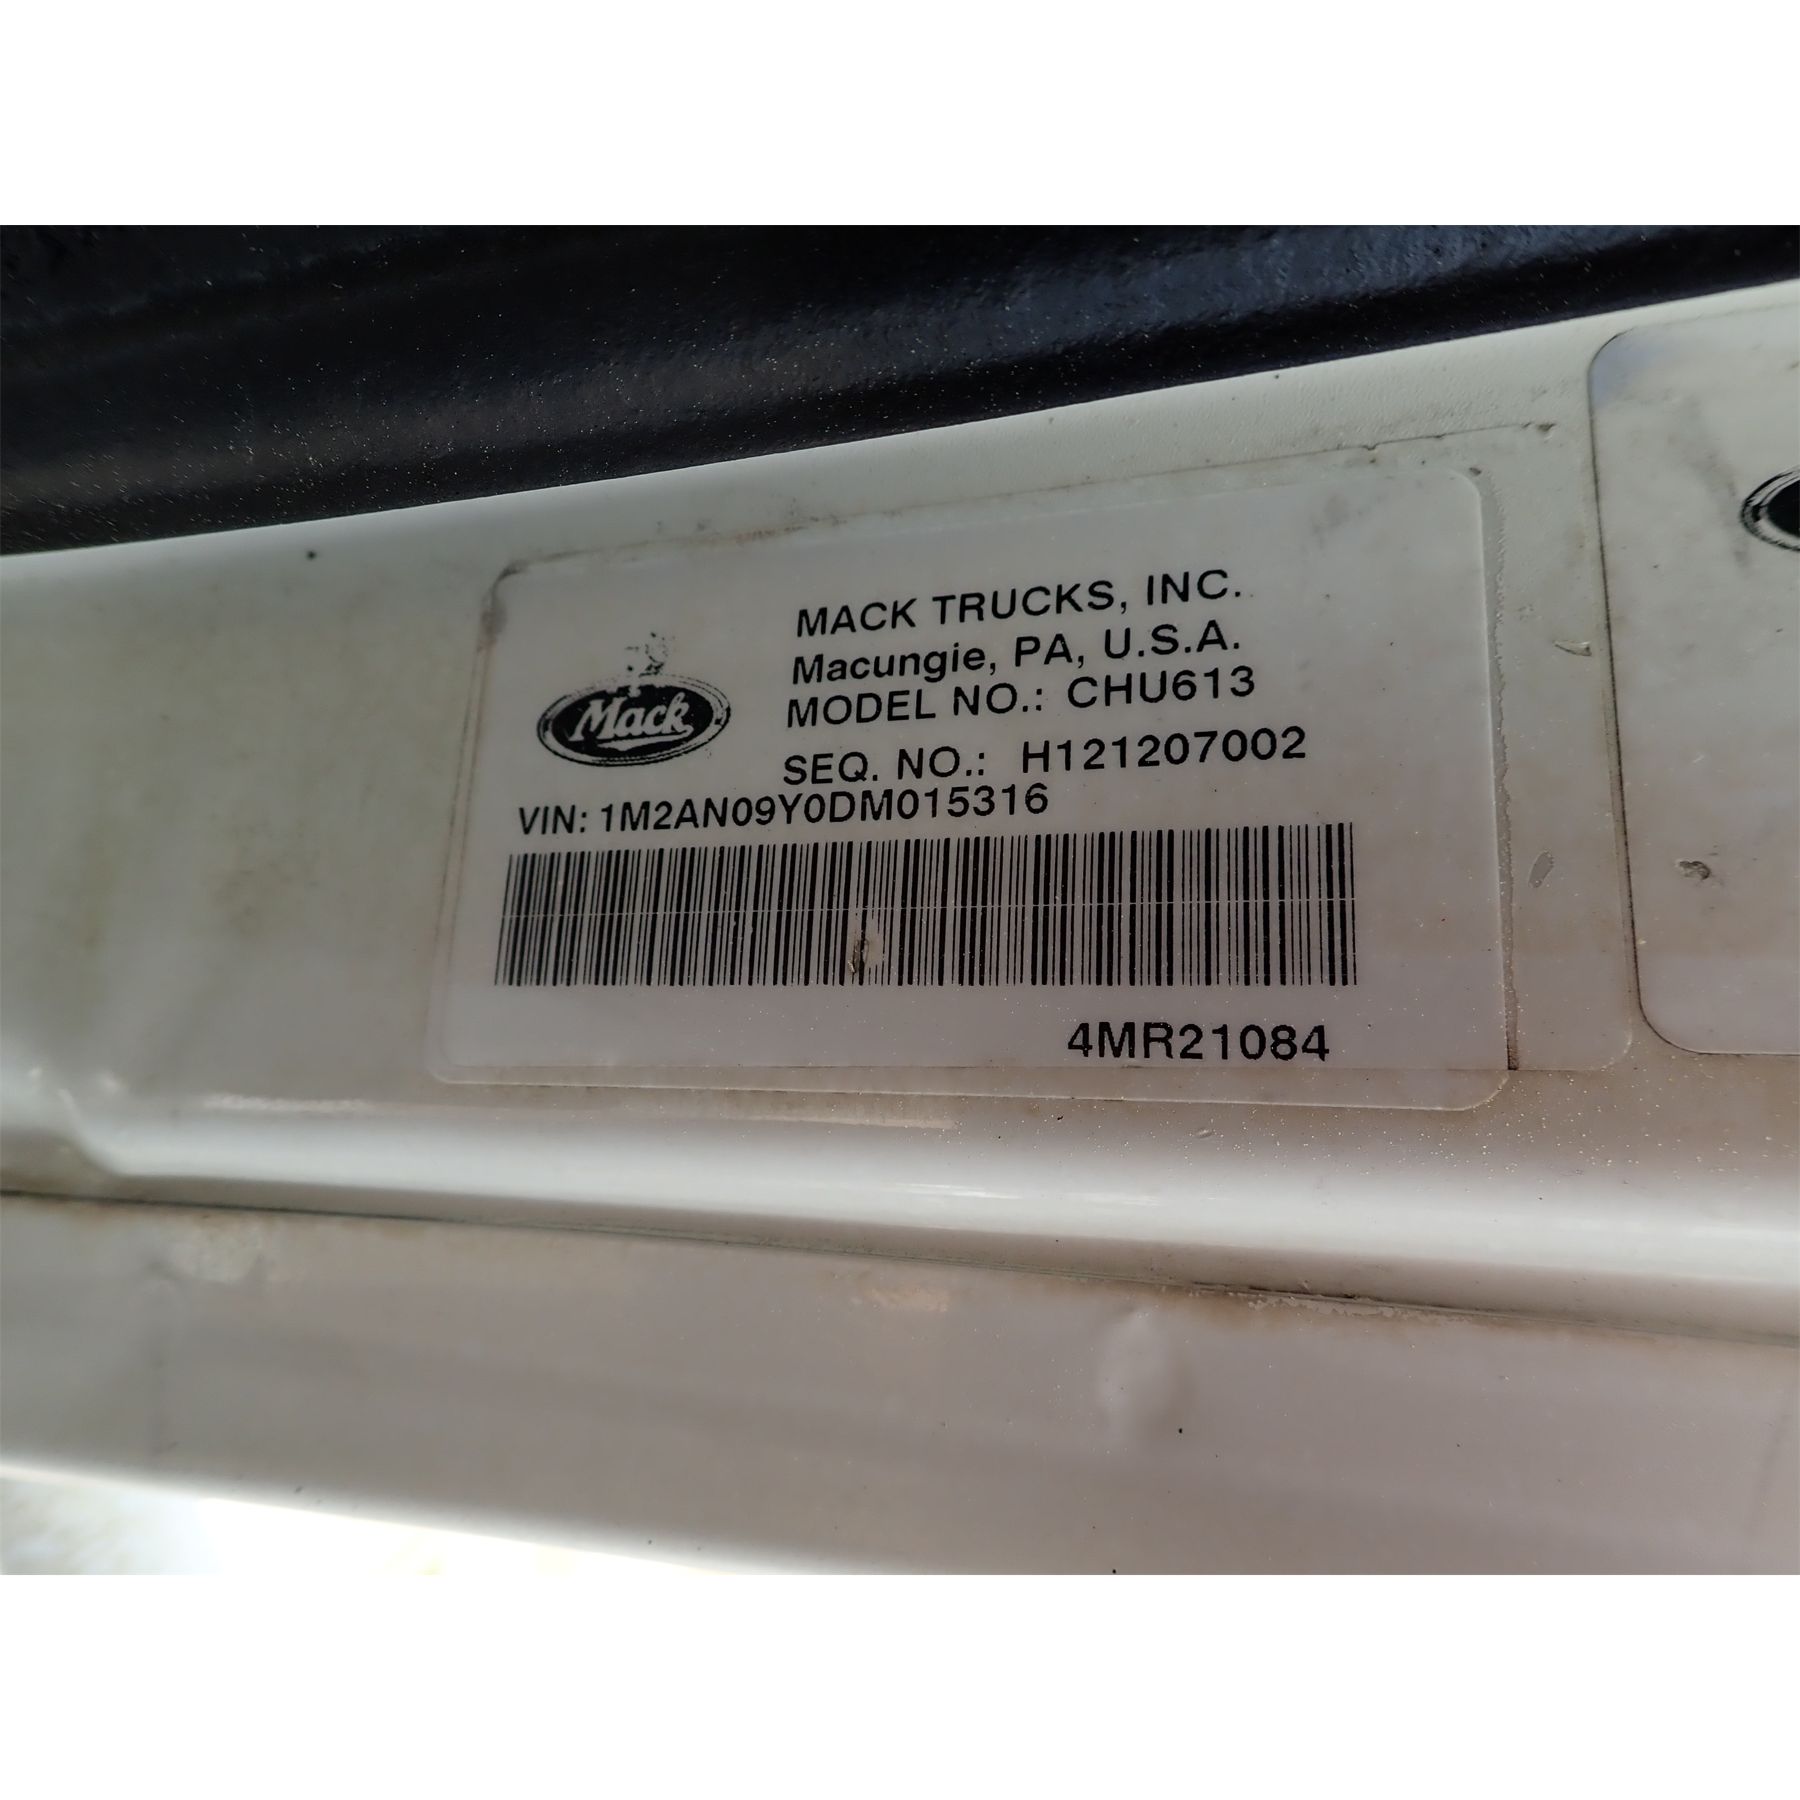 MACK TRUCKS, INC.
Macungie, PA, U.S.A.
MODEL NO.: CHU613
Mack
SEQ. NO.: H121207002
VIN: 1M2AN09Y0DM015316
4MR21084